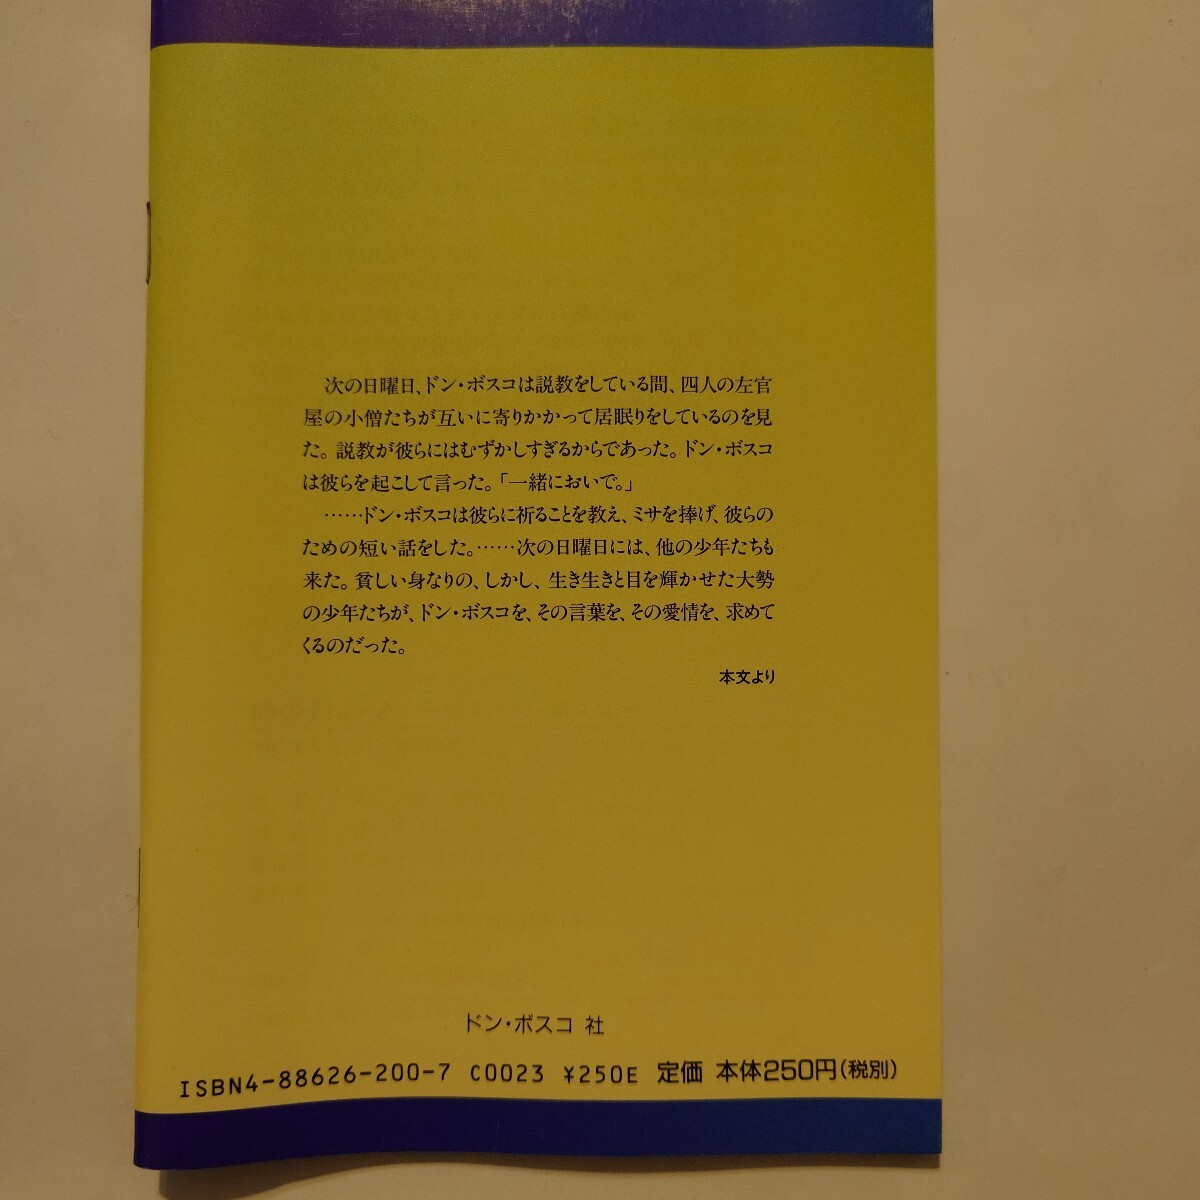 次の日曜日、ドン・ボスコは説教をしている間、四人の左官
屋の小僧たちが互いに寄りかかって居眠りをしているのを見
た。説教が彼らにはむずかしすぎるからであった。ドン・ボスコ
は彼らを起こして言った。「一緒においで。」
……ドン・ボスコは彼らに祈ることを教え、ミサを捧げ、彼らの
ための短い話をした。……次の日曜日には、他の少年たちも
来た。貧しい身なりの、しかし、生き生きと目を輝かせた大勢
の少年たちが、ドン・ボスコを、その言葉を、その愛情を、求めて
くるのだった。
本文より
ドン・ボスコ 社
ISBN4-88626-200-7 C0023 ¥250E 定価 本体250円(税別)